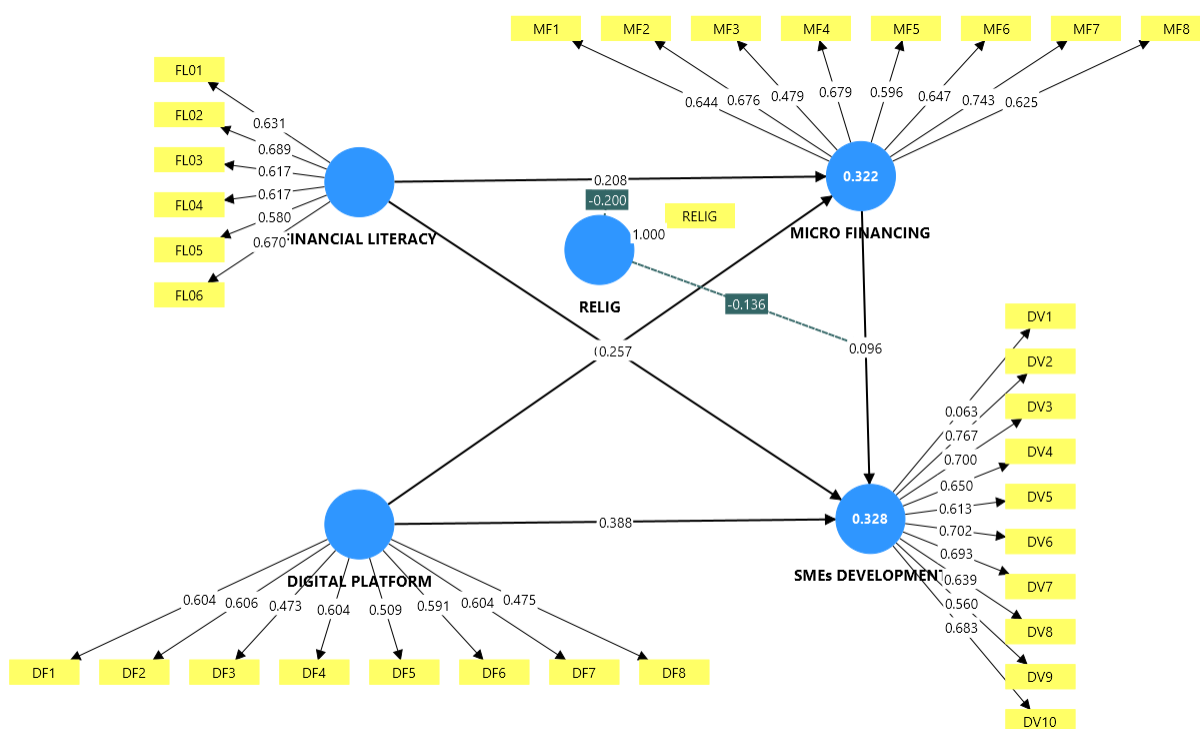 MF1 MF2 MF3 MF4 MF5 MF6 MF7 MF8
0.644 0.676 0.479 0.679 0.596 0.647 0.743 0.625
FL01
FL02
FL03
FL04
FL05
FL06
0.631
0.689
0.617
0.617
0.580
0.670
INANCIAL LITERACY
0.208
-0.200
RELIG
1.000
RELIG
0.322
MICRO FINANCING
-0.136
0.257
0.096
DV1
DV2
DV3
DV4
DV5
DV6
DV7
DV8
DV9
DV10
0.063
0.767
0.700
0.650
0.613
0.702
0.693
0.639
0.560
0.683
0.388
0.328
SMEs DEVELOPMENT
DIGITAL PLATFORM
0.604 0.606 0.473 0.604 0.509 0.591 0.604 0.475
DF1 DF2 DF3 DF4 DF5 DF6 DF7 DF8